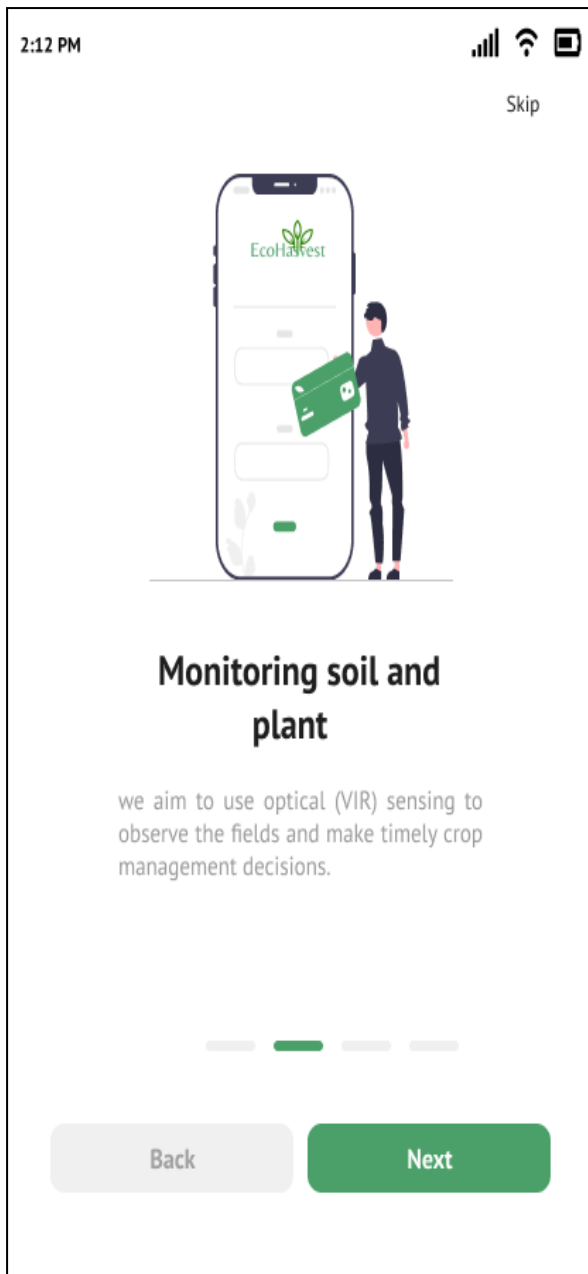 2:12 PM
Skip
EcoHarvest
Monitoring soil and
plant
we aim to use optical (VIR) sensing to
observe the fields and make timely crop
management decisions.
Back
Next